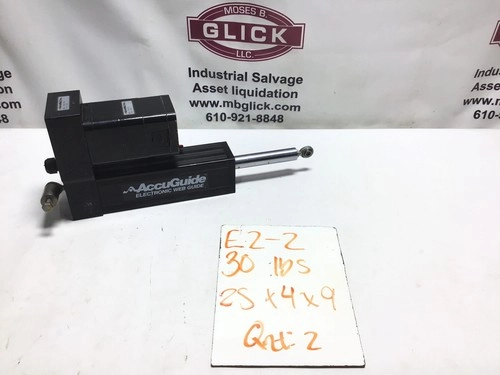 MOSES B.
GLICK
LLC.
Industrial Salvage
Asset liquidation
www.mbglick.com
610-921-8848
AccuGuide
ELECTRONIC WEB GUIDE
E2-2
30 lbs
25 x 4 x 9
Qtt: 2